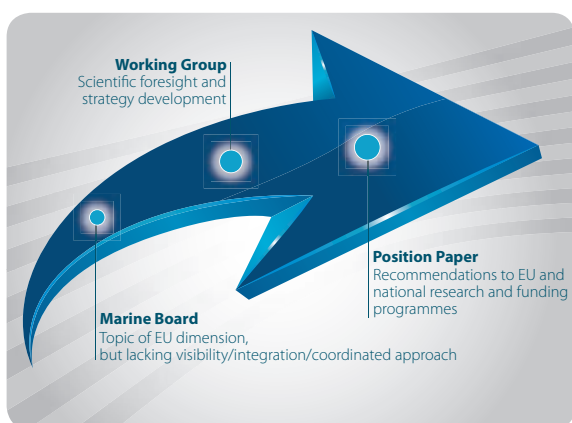 Working Group
Scientific foresight and
strategy development
Position Paper
Recommendations to EU and
national research and funding
programmes
Marine Board
Topic of EU dimension,
but lacking visibility/integration/coordinated approach